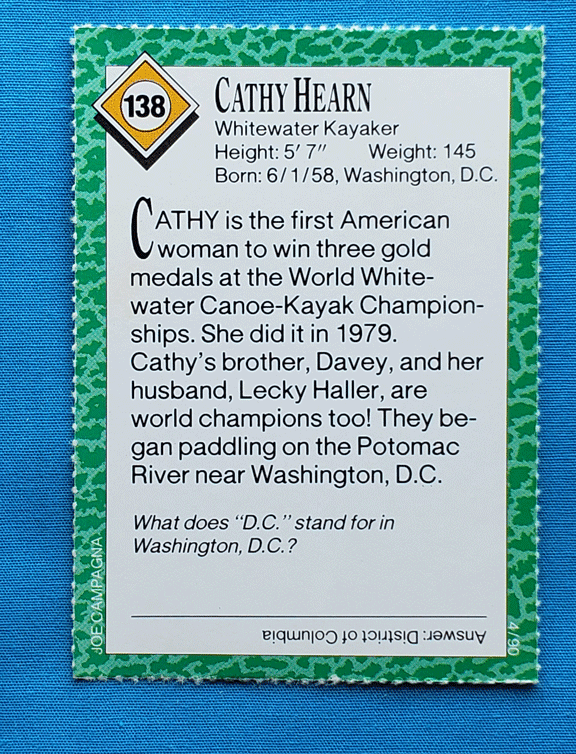 138
CATHY HEARN
Whitewater Kayaker
Height: 5' 7" Weight: 145
Born: 6/1/58, Washington, D.C.
CATHY is the first American
woman to win three gold
medals at the World White-
water Canoe-Kayak Champion-
ships. She did it in 1979.
Cathy's brother, Davey, and her
husband, Lecky Haller, are
world champions too! They be-
gan paddling on the Potomac
River near Washington, D.C.
What does "D.C." stand for in
Washington, D.C.?
Answer: District of Columbia
JOE CAMPAGNA
4/90